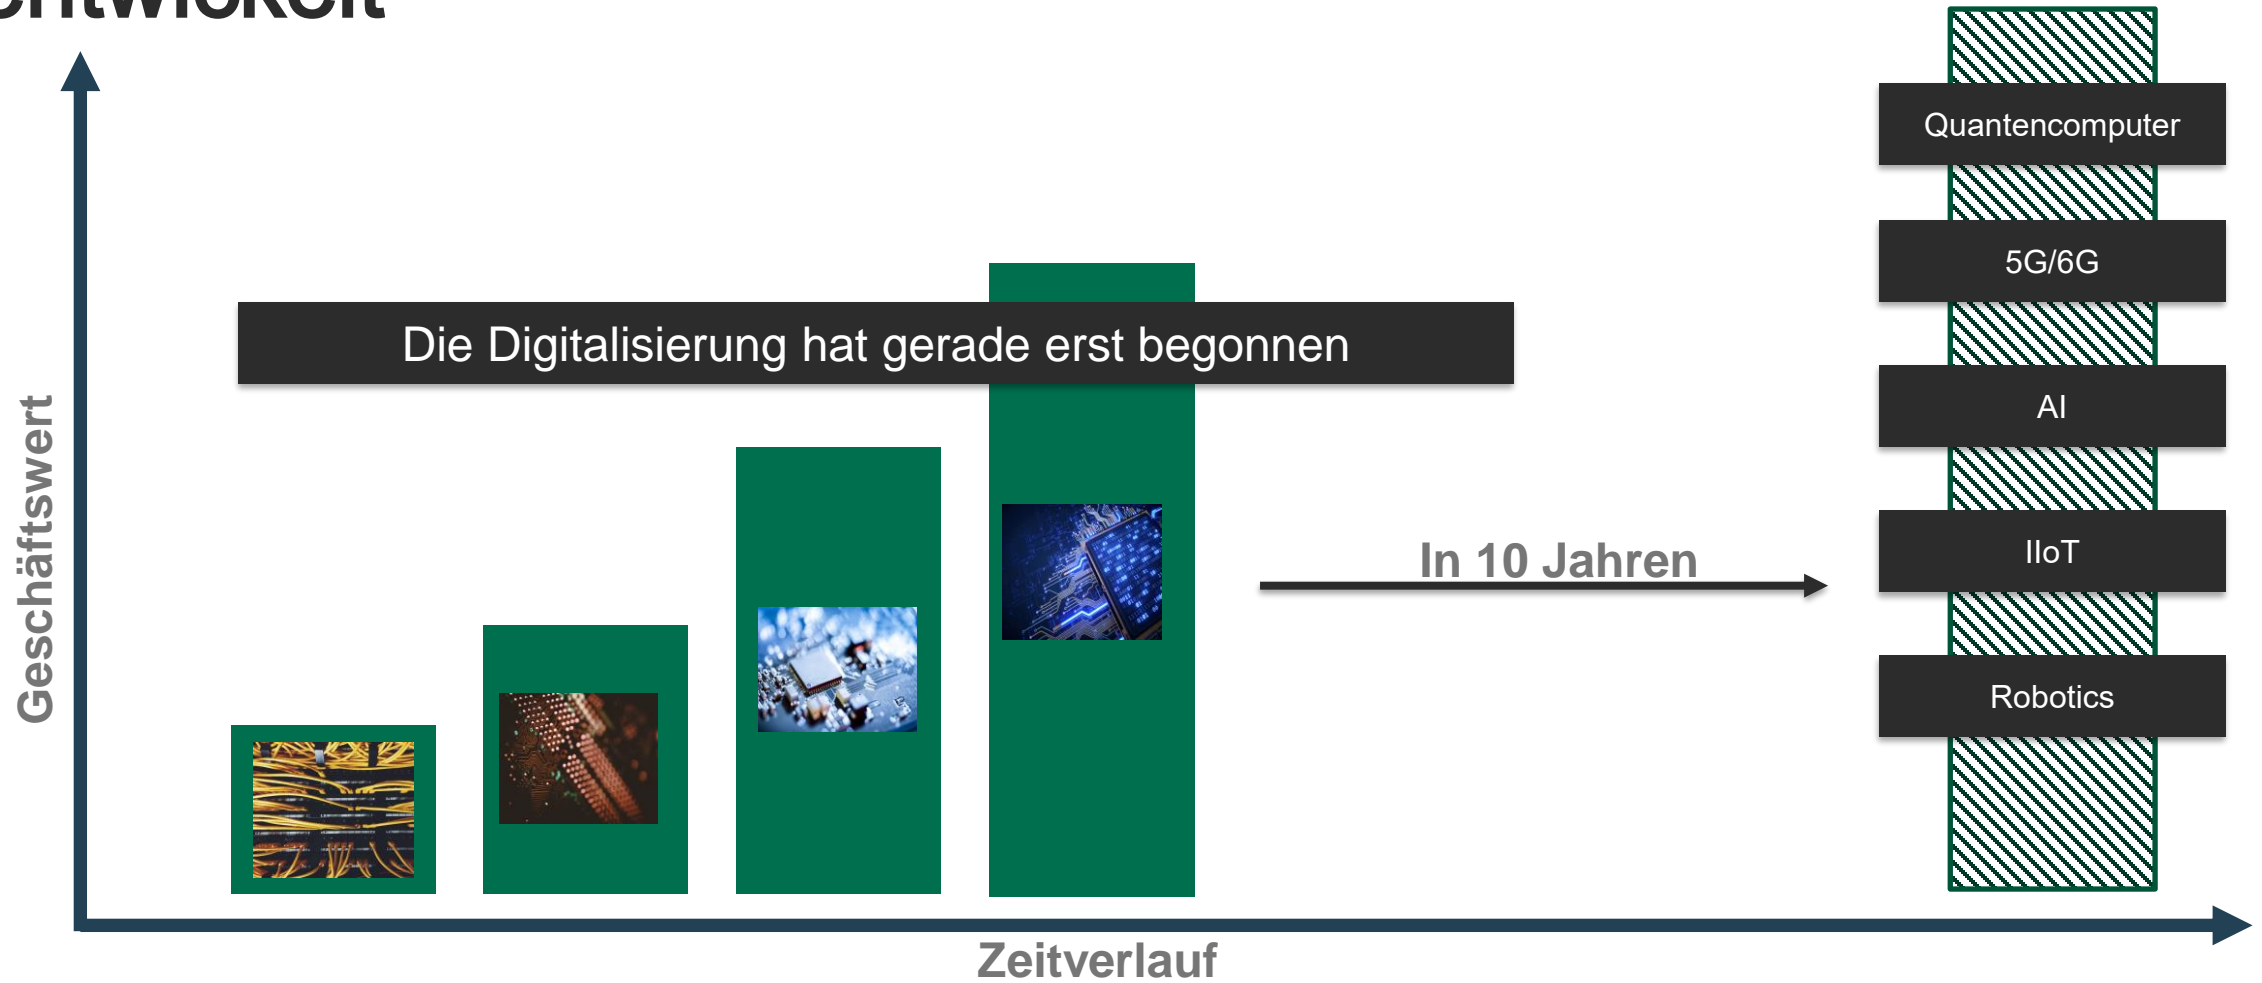 Quantencomputer
5G/6G
Die Digitalisierung hat gerade erst begonnen
AI
Geschäftswert
In 10 Jahren
IIoT
Robotics
Zeitverlauf